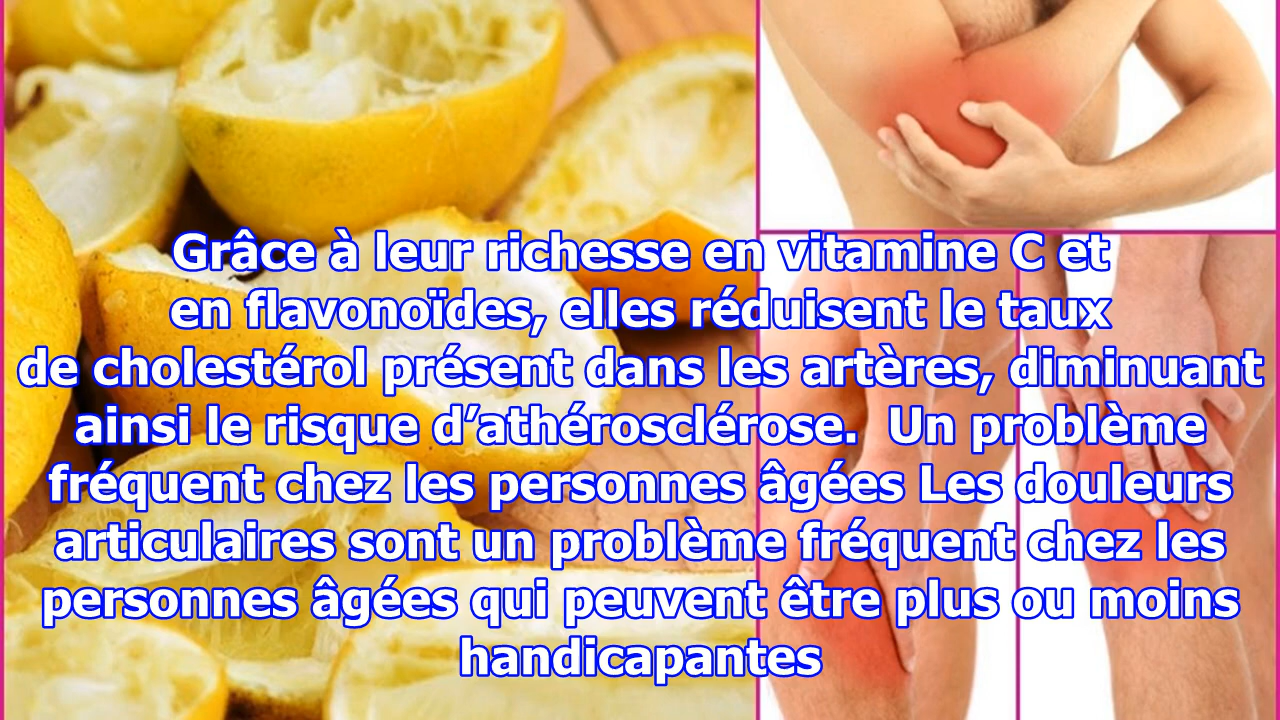 Grâce à leur richesse en vitamine C et
en flavonoïdes, elles réduisent le taux
de cholestérol présent dans les artères, diminuant
ainsi le risque d’athérosclérose.  Un problème
fréquent chez les personnes âgées Les douleurs
articulaires sont un problème fréquent chez les
personnes âgées qui peuvent être plus ou moins
handicapantes